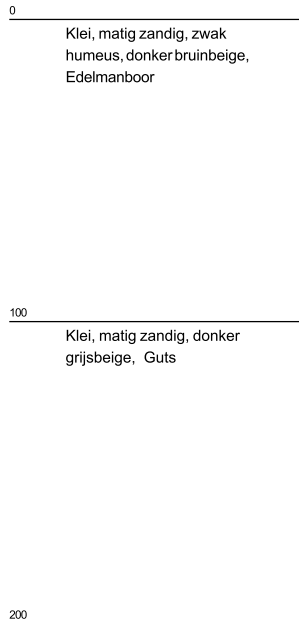 0
Klei, matig zandig, zwak
humeus, donker bruinbeige,
Edelmanboor
100
Klei, matig zandig, donker
grijsbeige, Guts
200